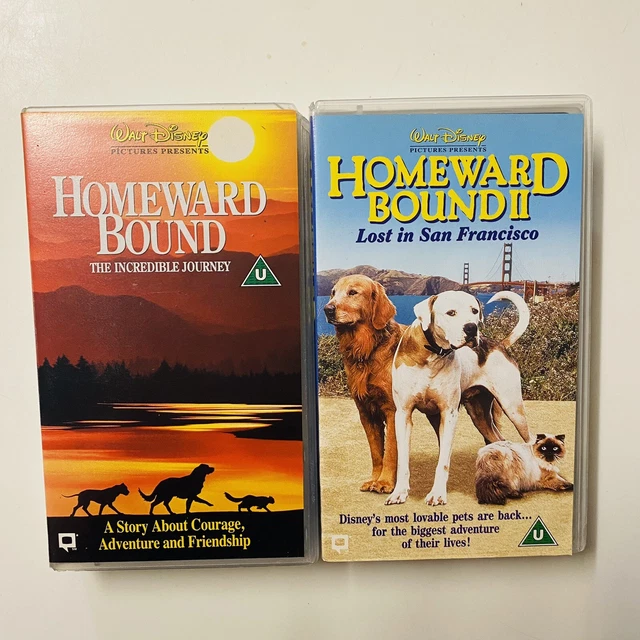 WALT DISNEY
PICTURES PRESENTS
HOMEWARD
BOUND
THE INCREDIBLE JOURNEY
U
A Story About Courage,
Adventure and Friendship
WALT DISNEY
PICTURES PRESENTS
HOMEWARD
BOUND II
Lost in San Francisco
Disney's most lovable pets are back...
for the biggest adventure
of their lives!
U